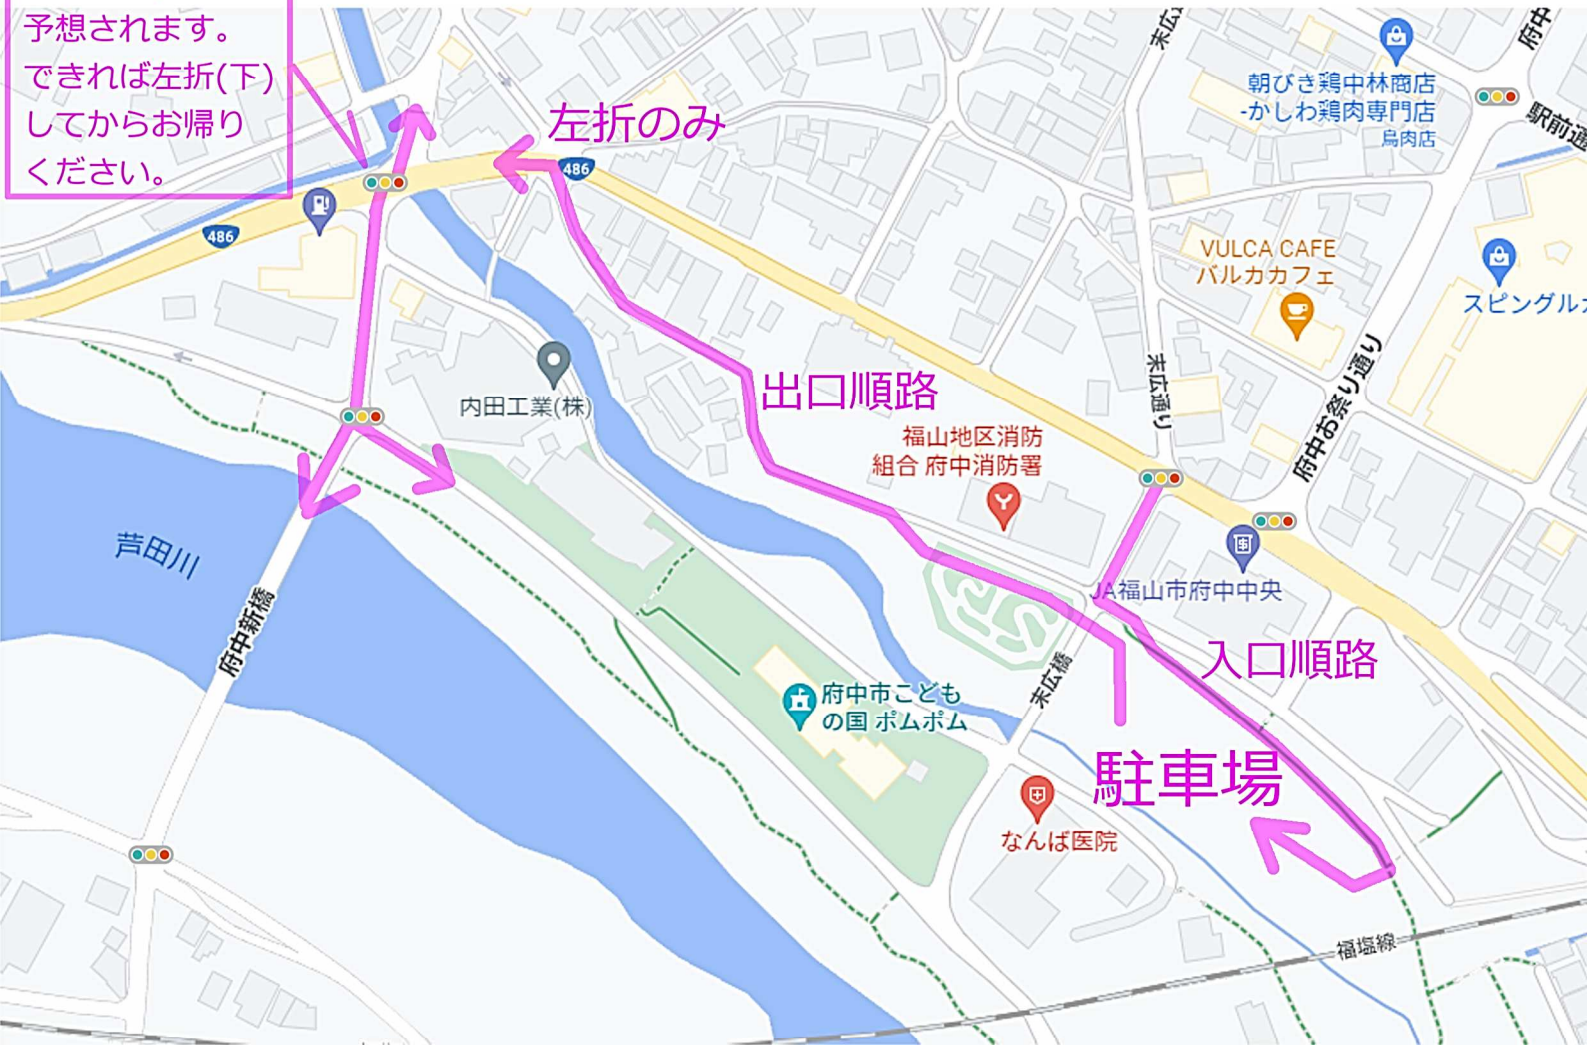 予想されます。
できれば左折(下)
してからお帰り
ください。
左折のみ
486
486
末広通
府中
朝びき鶏中林商店
-かしわ鶏肉専門店
鳥肉店
駅前通
VULCA CAFE
バルカカフェ
スピングルカ
末広通り
府中お祭り通り
内田工業(株)
出口順路
福山地区消防
組合 府中消防署
JA福山市府中中央
芦田川
府中新橋
入口順路
末広橋
府中市こども
の国 ポムポム
駐車場
なんば医院
福塩線